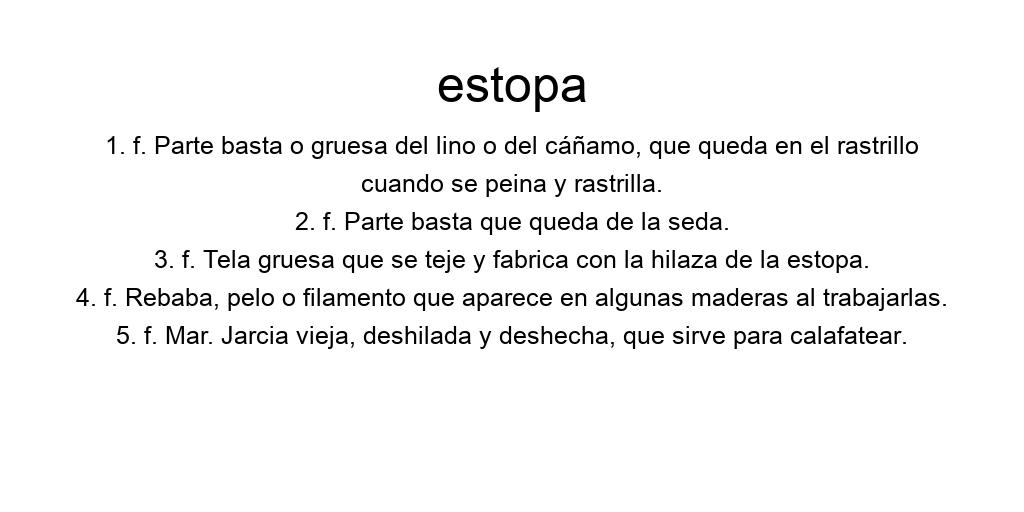 estopa
1. f. Parte basta o gruesa del lino o del cáñamo, que queda en el rastrillo
cuando se peina y rastrilla.
2. f. Parte basta que queda de la seda.
3. f. Tela gruesa que se teje y fabrica con la hilaza de la estopa.
4. f. Rebaba, pelo o filamento que aparece en algunas maderas al trabajarlas.
5. f. Mar. Jarcia vieja, deshilada y deshecha, que sirve para calafatear.